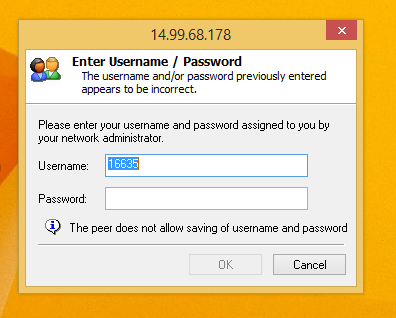 14.99.68.178
Enter Username / Password
The username and/or password previously entered
appears to be incorrect.
Please enter your username and password assigned to you by
your network administrator.
Username: 16635
Password:
The peer does not allow saving of username and password
OK Cancel